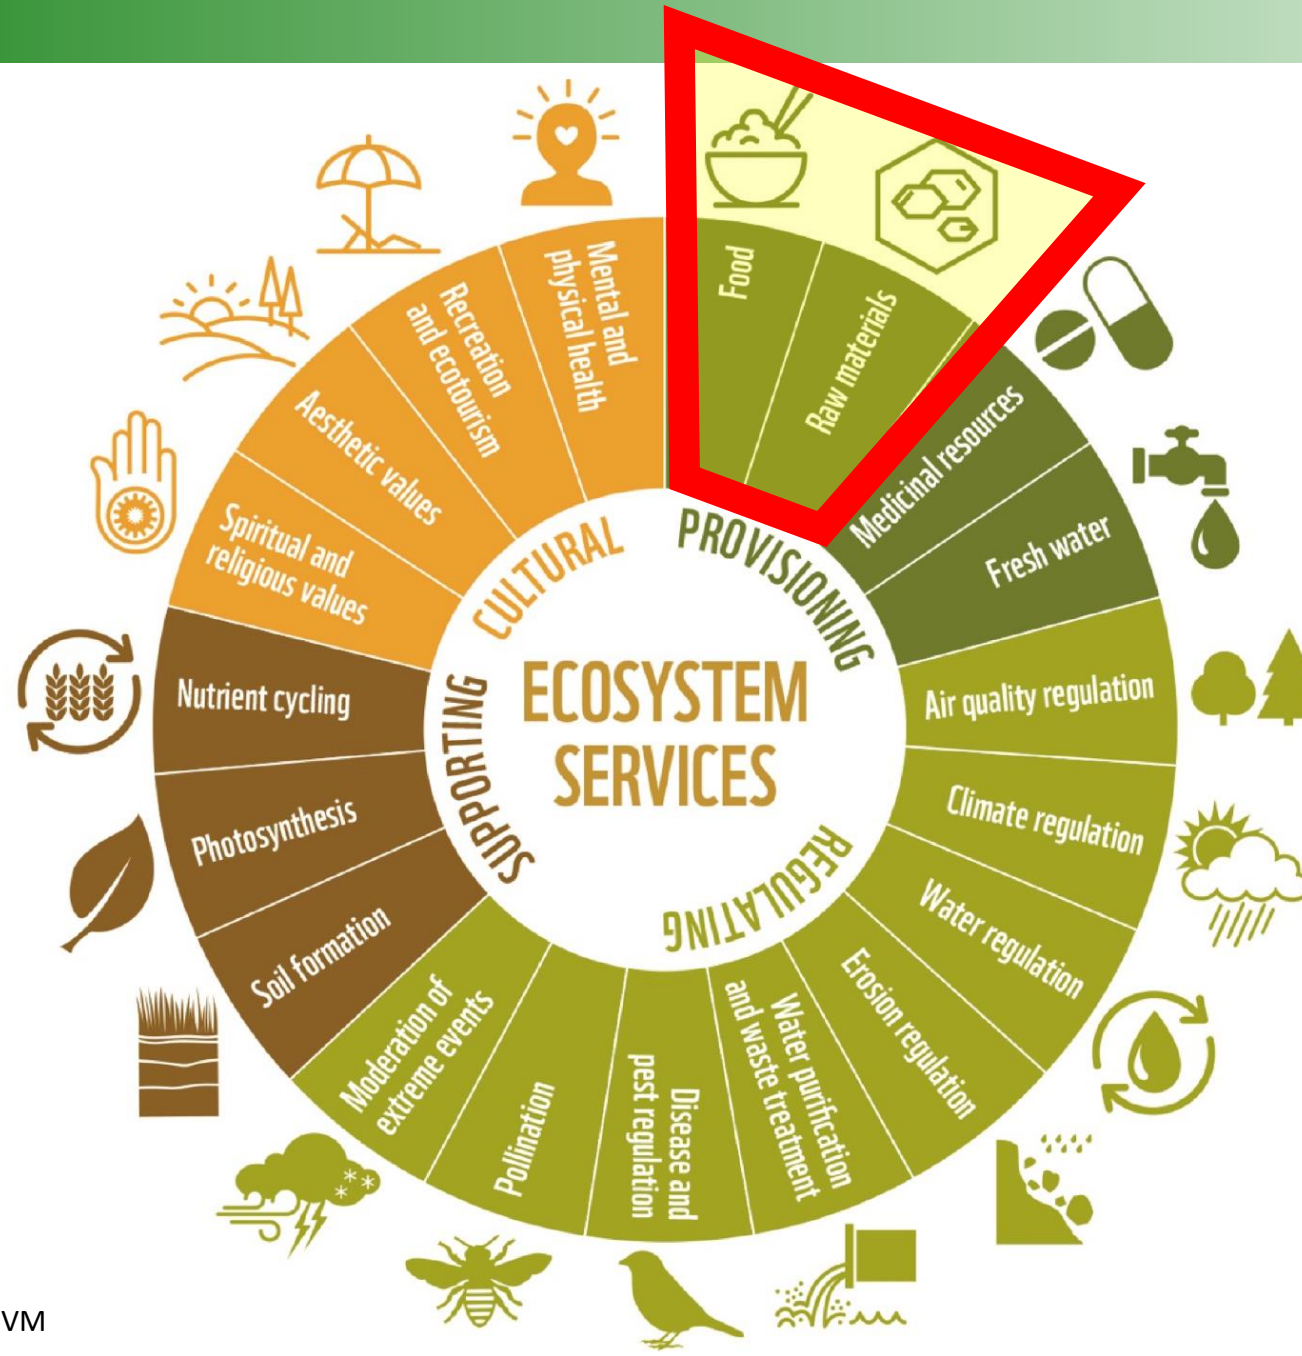 ECOSYSTEM
SERVICES
PROVISIONING
Food
Raw materials
Medicinal resources
Fresh water
REGULATING
Air quality regulation
Climate regulation
Water regulation
Erosion regulation
Water purification
and waste treatment
Disease and
pest regulation
Pollination
Moderation of
extreme events
SUPPORTING
Soil formation
Photosynthesis
Nutrient cycling
CULTURAL
Spiritual and
religious values
Aesthetic values
Recreation
and ecotourism
Mental and
physical health
VM